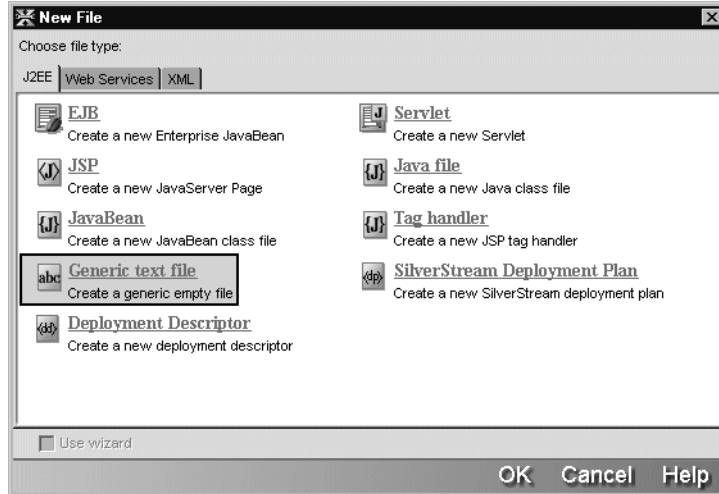 New File
Choose file type:
J2EE Web Services XML
EJB
Create a new Enterprise JavaBean
Servlet
Create a new Servlet
JSP
Create a new JavaServer Page
Java file
Create a new Java class file
JavaBean
Create a new JavaBean class file
Tag handler
Create a new JSP tag handler
abc
Generic text file
Create a generic empty file
SilverStream Deployment Plan
Create a new SilverStream deployment plan
Deployment Descriptor
Create a new deployment descriptor
Use wizard
OK Cancel Help